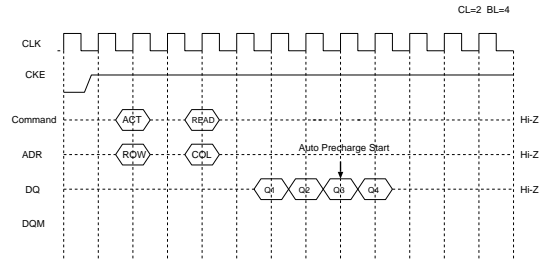 CL=2 BL=4
CLK
CKE
Command ACT READ Hi-Z
ADR ROW COL Auto Precharge Start Hi-Z
DQ Q1 Q2 Q3 Q4 Hi-Z
DQM